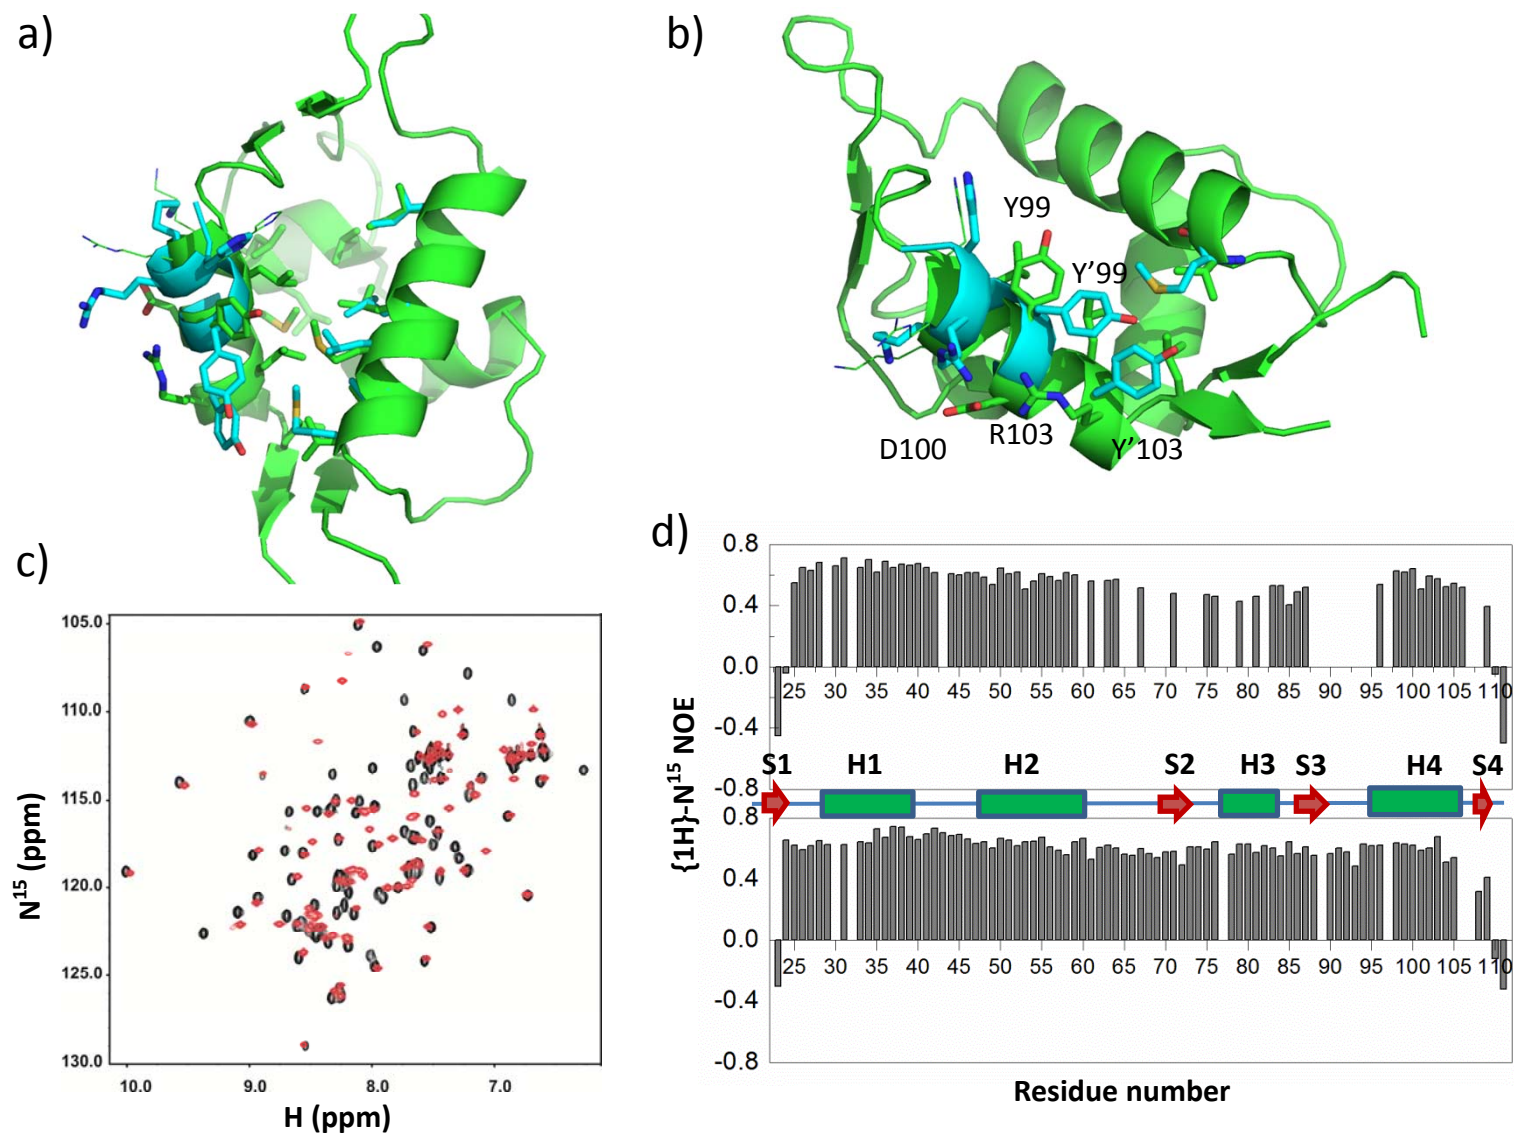 a)
b)
Y99
Y’99
D100
R103
Y’103
c)
105.0
110.0
115.0
120.0
125.0
130.0
N15 (ppm)
10.0 9.0 8.0 7.0
H (ppm)
d)
0.8
0.4
0.0
25 30 35 40 45 50 55 60 65 70 75 80 85 90 95 100 105 110
-0.4
-0.8
{1H}-N15 NOE
S1 H1 H2 S2 H3 S3 H4 S4
0.8
0.4
0.0
25 30 35 40 45 50 55 60 65 70 75 80 85 90 95 100 105 110
-0.4
-0.8
Residue number